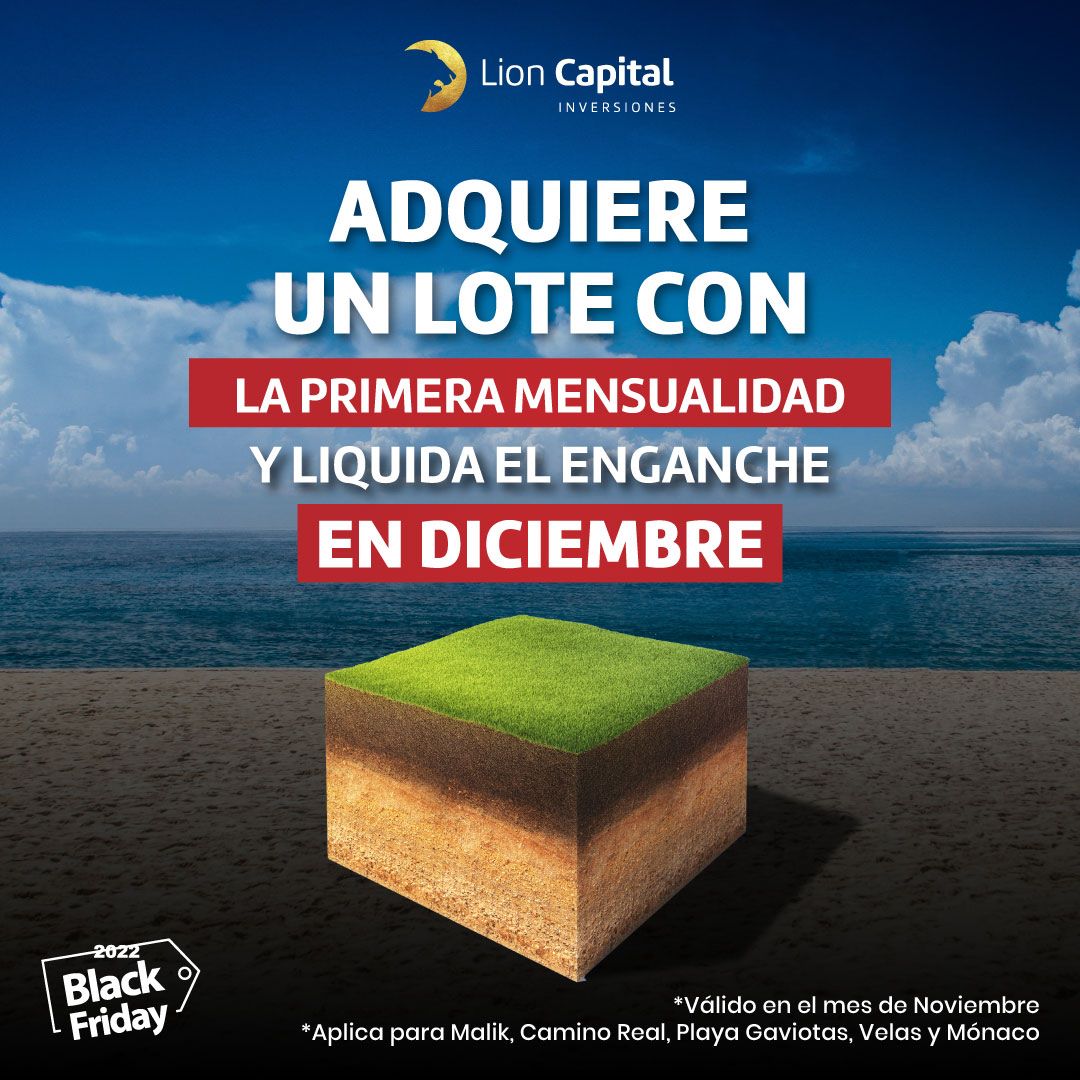 Lion Capital
INVERSIONES
ADQUIERE
UN LOTE CON
LA PRIMERA MENSUALIDAD
Y LIQUIDA EL ENGANCHE
EN DICIEMBRE
2022
Black
Friday
*Válido en el mes de Noviembre
*Aplica para Malik, Camino Real, Playa Gaviotas, Velas y Mónaco